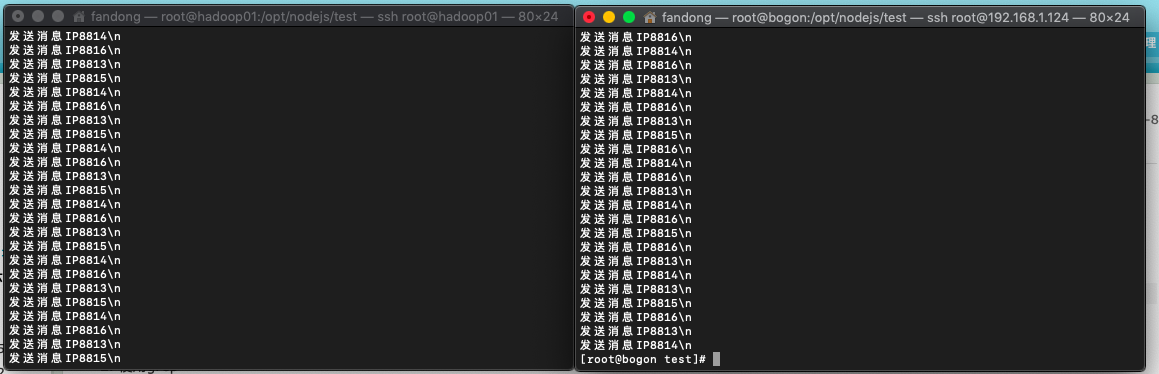 fandong — root@hadoop01:/opt/nodejs/test — ssh root@hadoop01 — 80×24
发送消息IP8814\n
发送消息IP8816\n
发送消息IP8813\n
发送消息IP8815\n
发送消息IP8814\n
发送消息IP8816\n
发送消息IP8813\n
发送消息IP8815\n
发送消息IP8814\n
发送消息IP8816\n
发送消息IP8813\n
发送消息IP8815\n
发送消息IP8814\n
发送消息IP8816\n
发送消息IP8813\n
发送消息IP8815\n
发送消息IP8814\n
发送消息IP8816\n
发送消息IP8813\n
发送消息IP8815\n
发送消息IP8814\n
发送消息IP8816\n
发送消息IP8813\n
发送消息IP8815\n
fandong — root@bogon:/opt/nodejs/test — ssh root@192.168.1.124 — 80×24
发送消息IP8816\n
发送消息IP8814\n
发送消息IP8816\n
发送消息IP8813\n
发送消息IP8814\n
发送消息IP8816\n
发送消息IP8813\n
发送消息IP8815\n
发送消息IP8816\n
发送消息IP8814\n
发送消息IP8816\n
发送消息IP8813\n
发送消息IP8814\n
发送消息IP8816\n
发送消息IP8815\n
发送消息IP8816\n
发送消息IP8813\n
发送消息IP8814\n
发送消息IP8813\n
发送消息IP8815\n
发送消息IP8816\n
发送消息IP8813\n
发送消息IP8814\n
[root@bogon test]#
理
-8